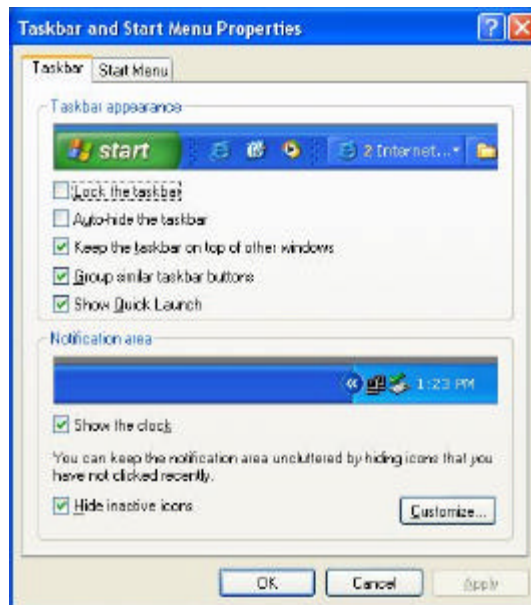 Taskbar and Start Menu Properties
Taskbar Start Menu
Taskbar appearance
start 2 Internet...
Lock the taskbar
Auto-hide the taskbar
Keep the taskbar on top of other windows
Group similar taskbar buttons
Show Quick Launch
Notification area
1:23 PM
Show the clock
You can keep the notification area uncluttered by hiding icons that you
have not clicked recently.
Hide inactive icons
Customize...
OK Cancel Apply